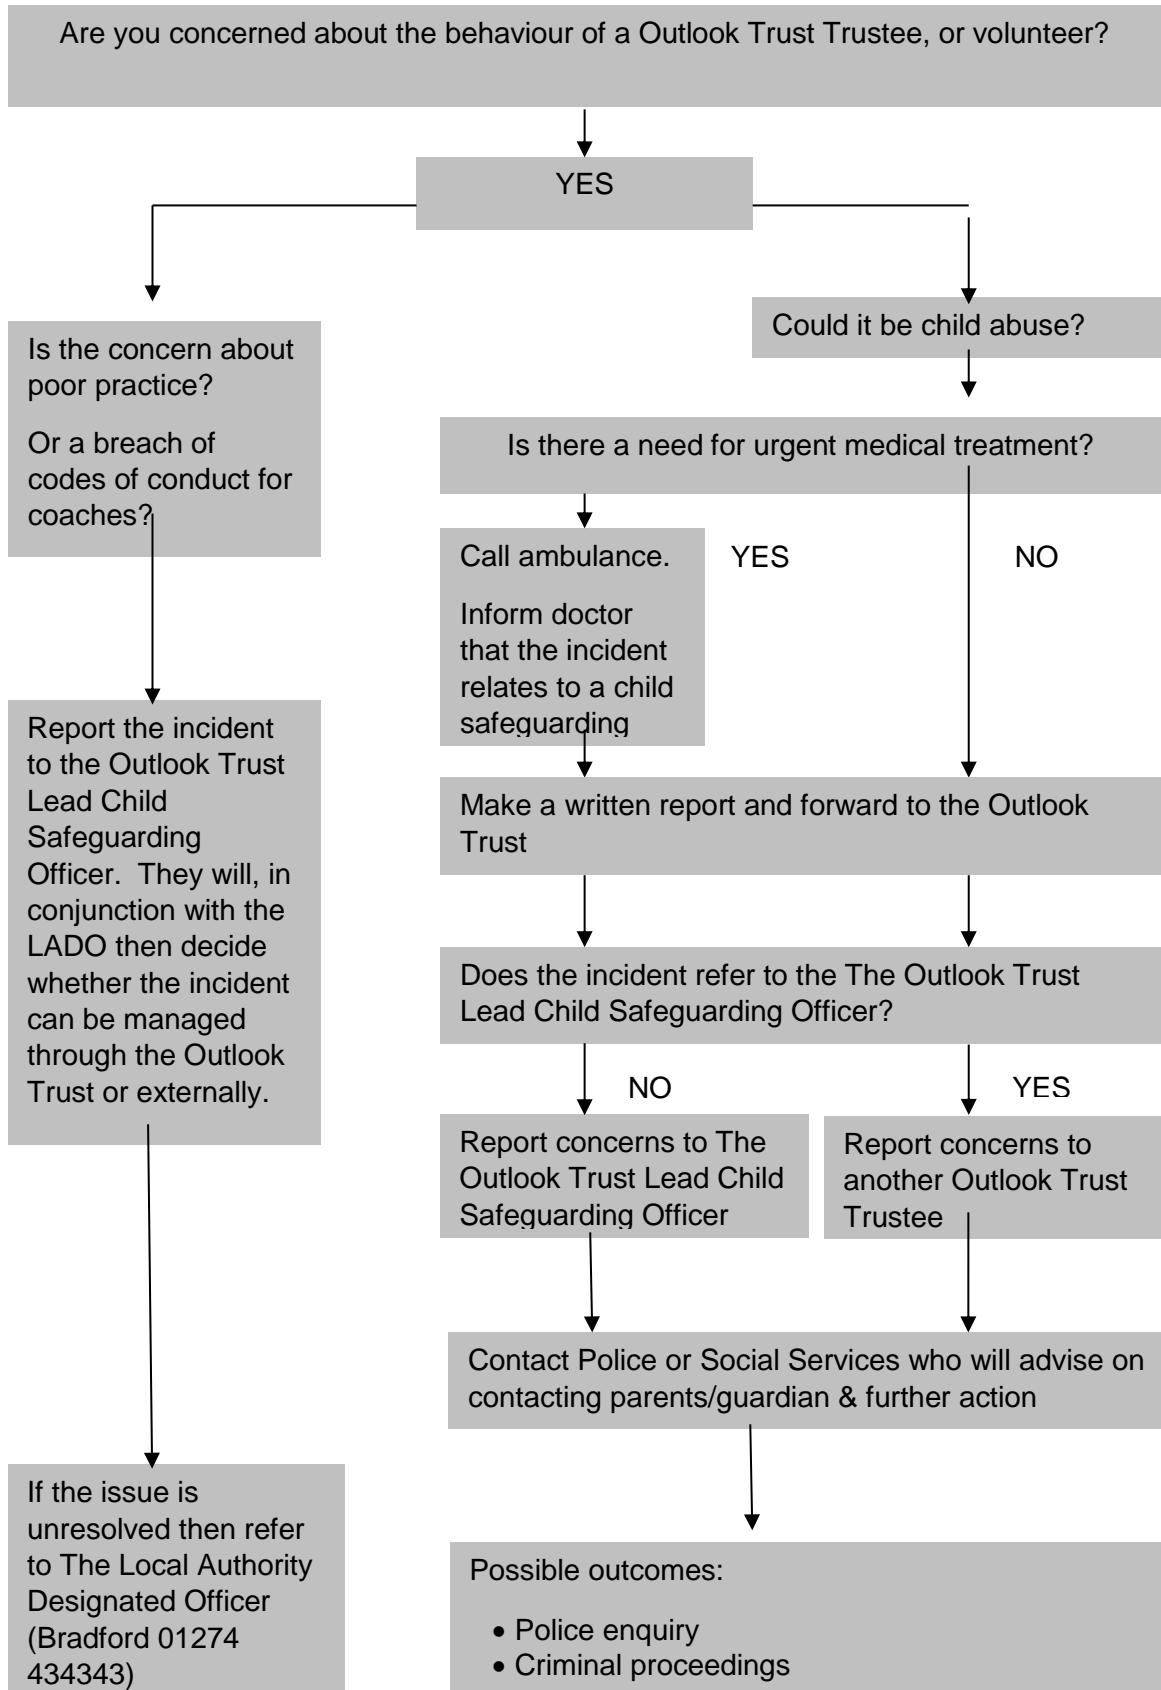 Are you concerned about the behaviour of a Outlook Trust Trustee, or volunteer?
YES
Is the concern about
poor practice?
Or a breach of
codes of conduct for
coaches?
Report the incident
to the Outlook Trust
Lead Child
Safeguarding
Officer.  They will, in
conjunction with the
LADO then decide
whether the incident
can be managed
through the Outlook
Trust or externally.
If the issue is
unresolved then refer
to The Local Authority
Designated Officer
(Bradford 01274
434343)
Could it be child abuse?
Is there a need for urgent medical treatment?
Call ambulance.
Inform doctor
that the incident
relates to a child
safeguarding
YES
NO
Make a written report and forward to the Outlook
Trust
Does the incident refer to the The Outlook Trust
Lead Child Safeguarding Officer?
NO
YES
Report concerns to The
Outlook Trust Lead Child
Safeguarding Officer
Report concerns to
another Outlook Trust
Trustee
Contact Police or Social Services who will advise on
contacting parents/guardian & further action
Possible outcomes:
• Police enquiry
• Criminal proceedings